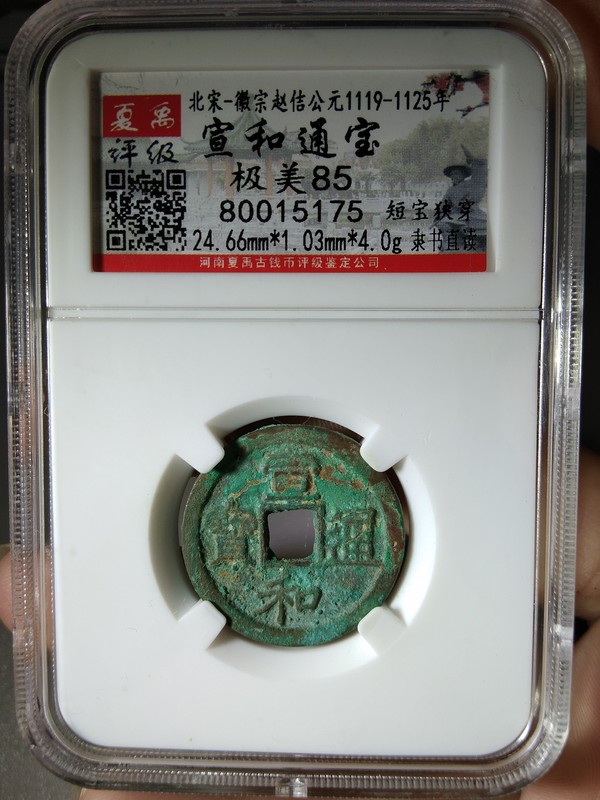 北宋-徽宗赵佶公元1119-1125年
夏禹
评级
宣和通宝
极美85
80015175 短宝狭穿
24.66mm*1.03mm*4.0g 隶书直读
河南夏禹古钱币评级鉴定公司
宣
和
通
寳